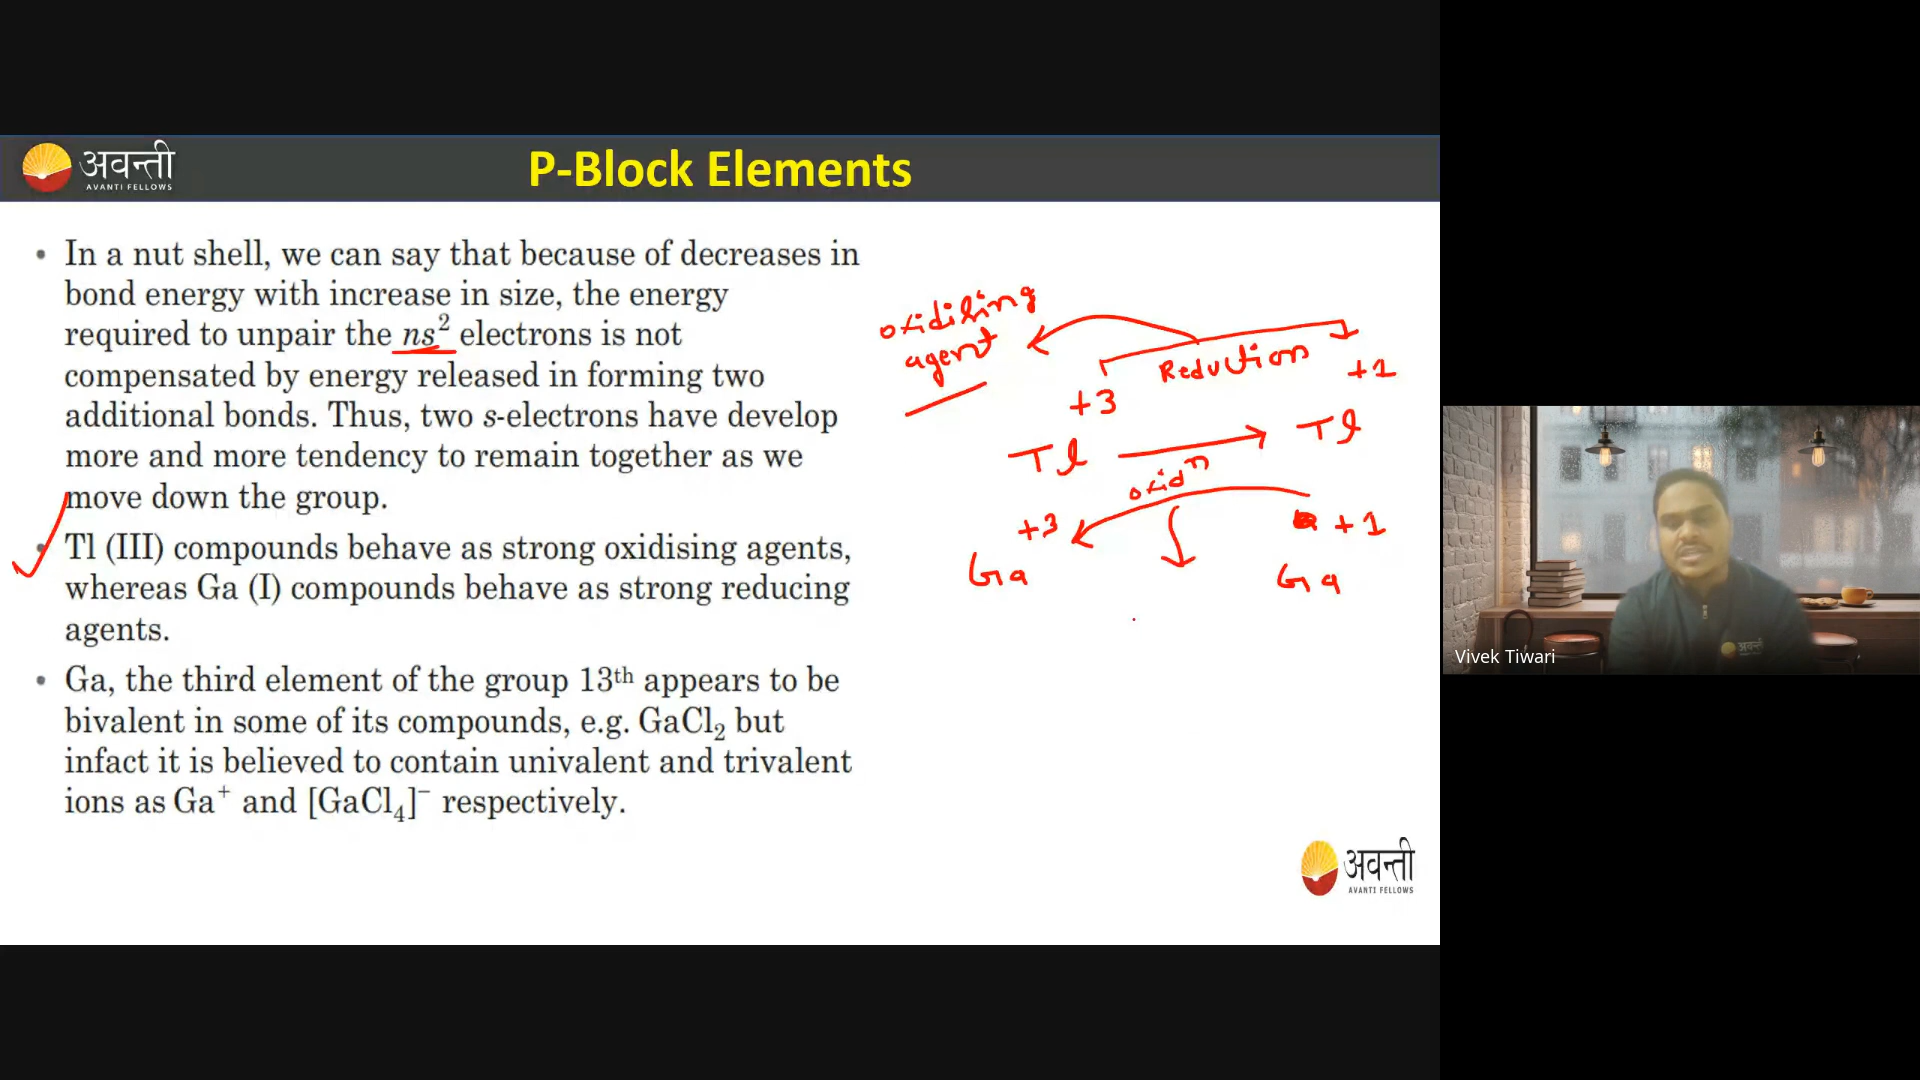 अवन्ती
AVANTI FELLOWS
P-Block Elements
• In a nut shell, we can say that because of decreases in
bond energy with increase in size, the energy
required to unpair the ns² electrons is not
compensated by energy released in forming two
additional bonds. Thus, two s-electrons have develop
more and more tendency to remain together as we
move down the group.
• Tl (III) compounds behave as strong oxidising agents,
whereas Ga (I) compounds behave as strong reducing
agents.
• Ga, the third element of the group 13th appears to be
bivalent in some of its compounds, e.g. GaCl₂ but
infact it is believed to contain univalent and trivalent
ions as Ga⁺ and [GaCl₄]⁻ respectively.
oxidising
agent
Reduction
+3 +1
Tl → Tl
oxidⁿ
+3 +1
Ga Ga
अवन्ती
AVANTI FELLOWS
Vivek Tiwari